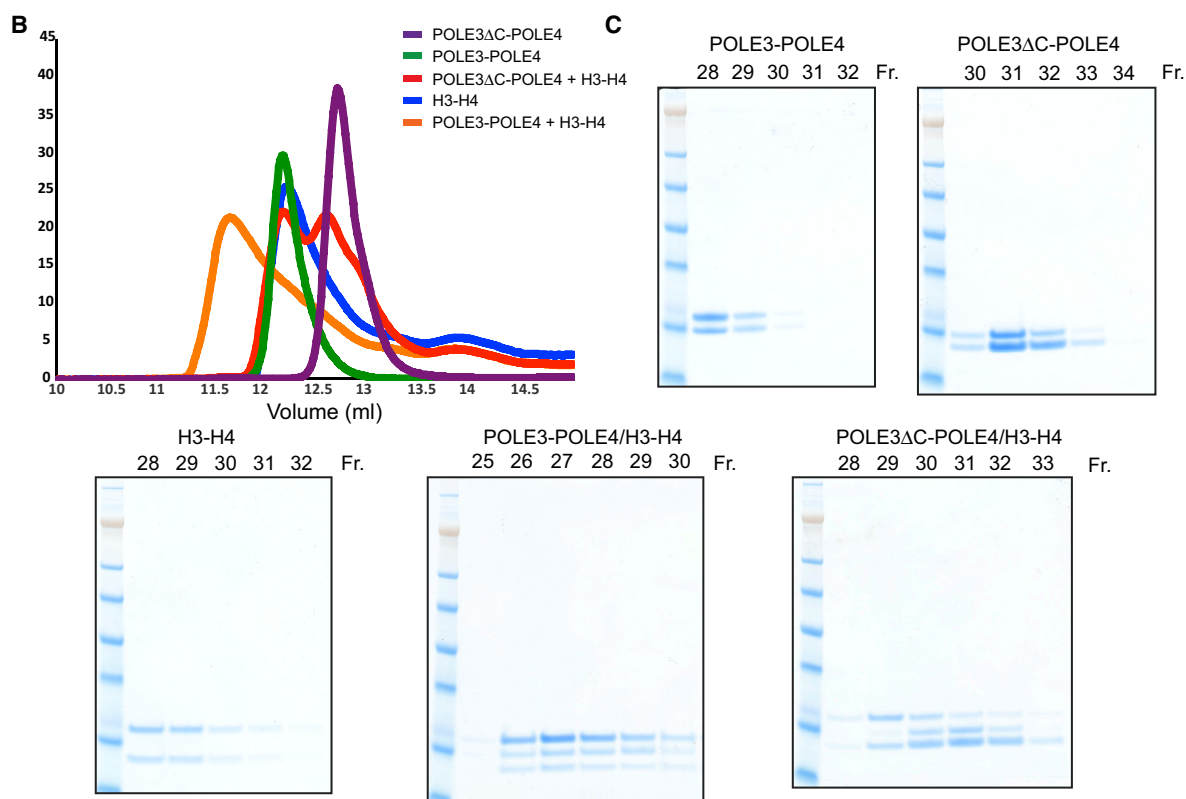 B
45
40
35
30
25
20
15
10
5
0
10 10.5 11 11.5 12 12.5 13 13.5 14 14.5
Volume (ml)
POLE3ΔC-POLE4
POLE3-POLE4
POLE3ΔC-POLE4 + H3-H4
H3-H4
POLE3-POLE4 + H3-H4
C
POLE3-POLE4
28 29 30 31 32 Fr.
POLE3ΔC-POLE4
30 31 32 33 34 Fr.
H3-H4
28 29 30 31 32 Fr.
POLE3-POLE4/H3-H4
25 26 27 28 29 30 Fr.
POLE3ΔC-POLE4/H3-H4
28 29 30 31 32 33 Fr.